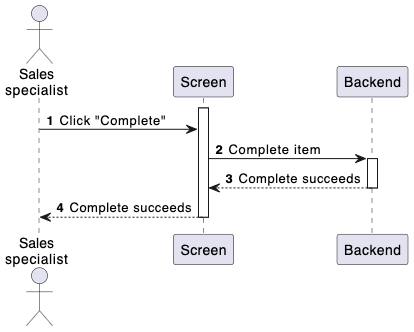 Sales
specialist
Screen
Backend
1 Click "Complete"
2 Complete item
3 Complete succeeds
4 Complete succeeds
Sales
specialist
Screen
Backend